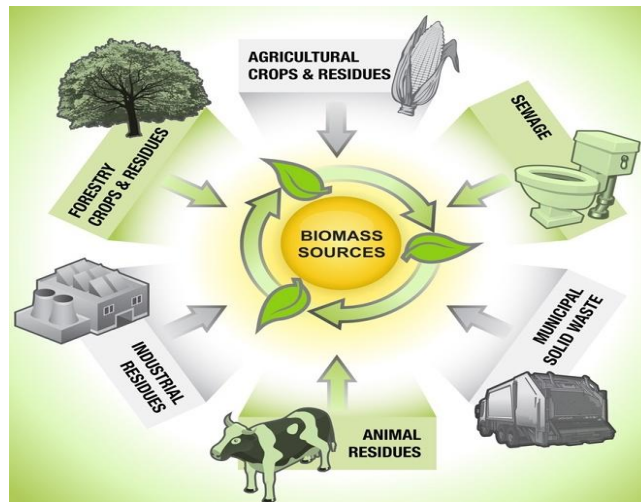 AGRICULTURAL
CROPS & RESIDUES
SEWAGE
FORESTRY
CROPS & RESIDUES
BIOMASS
SOURCES
MUNICIPAL
SOLID WASTE
INDUSTRIAL
RESIDUES
ANIMAL
RESIDUES